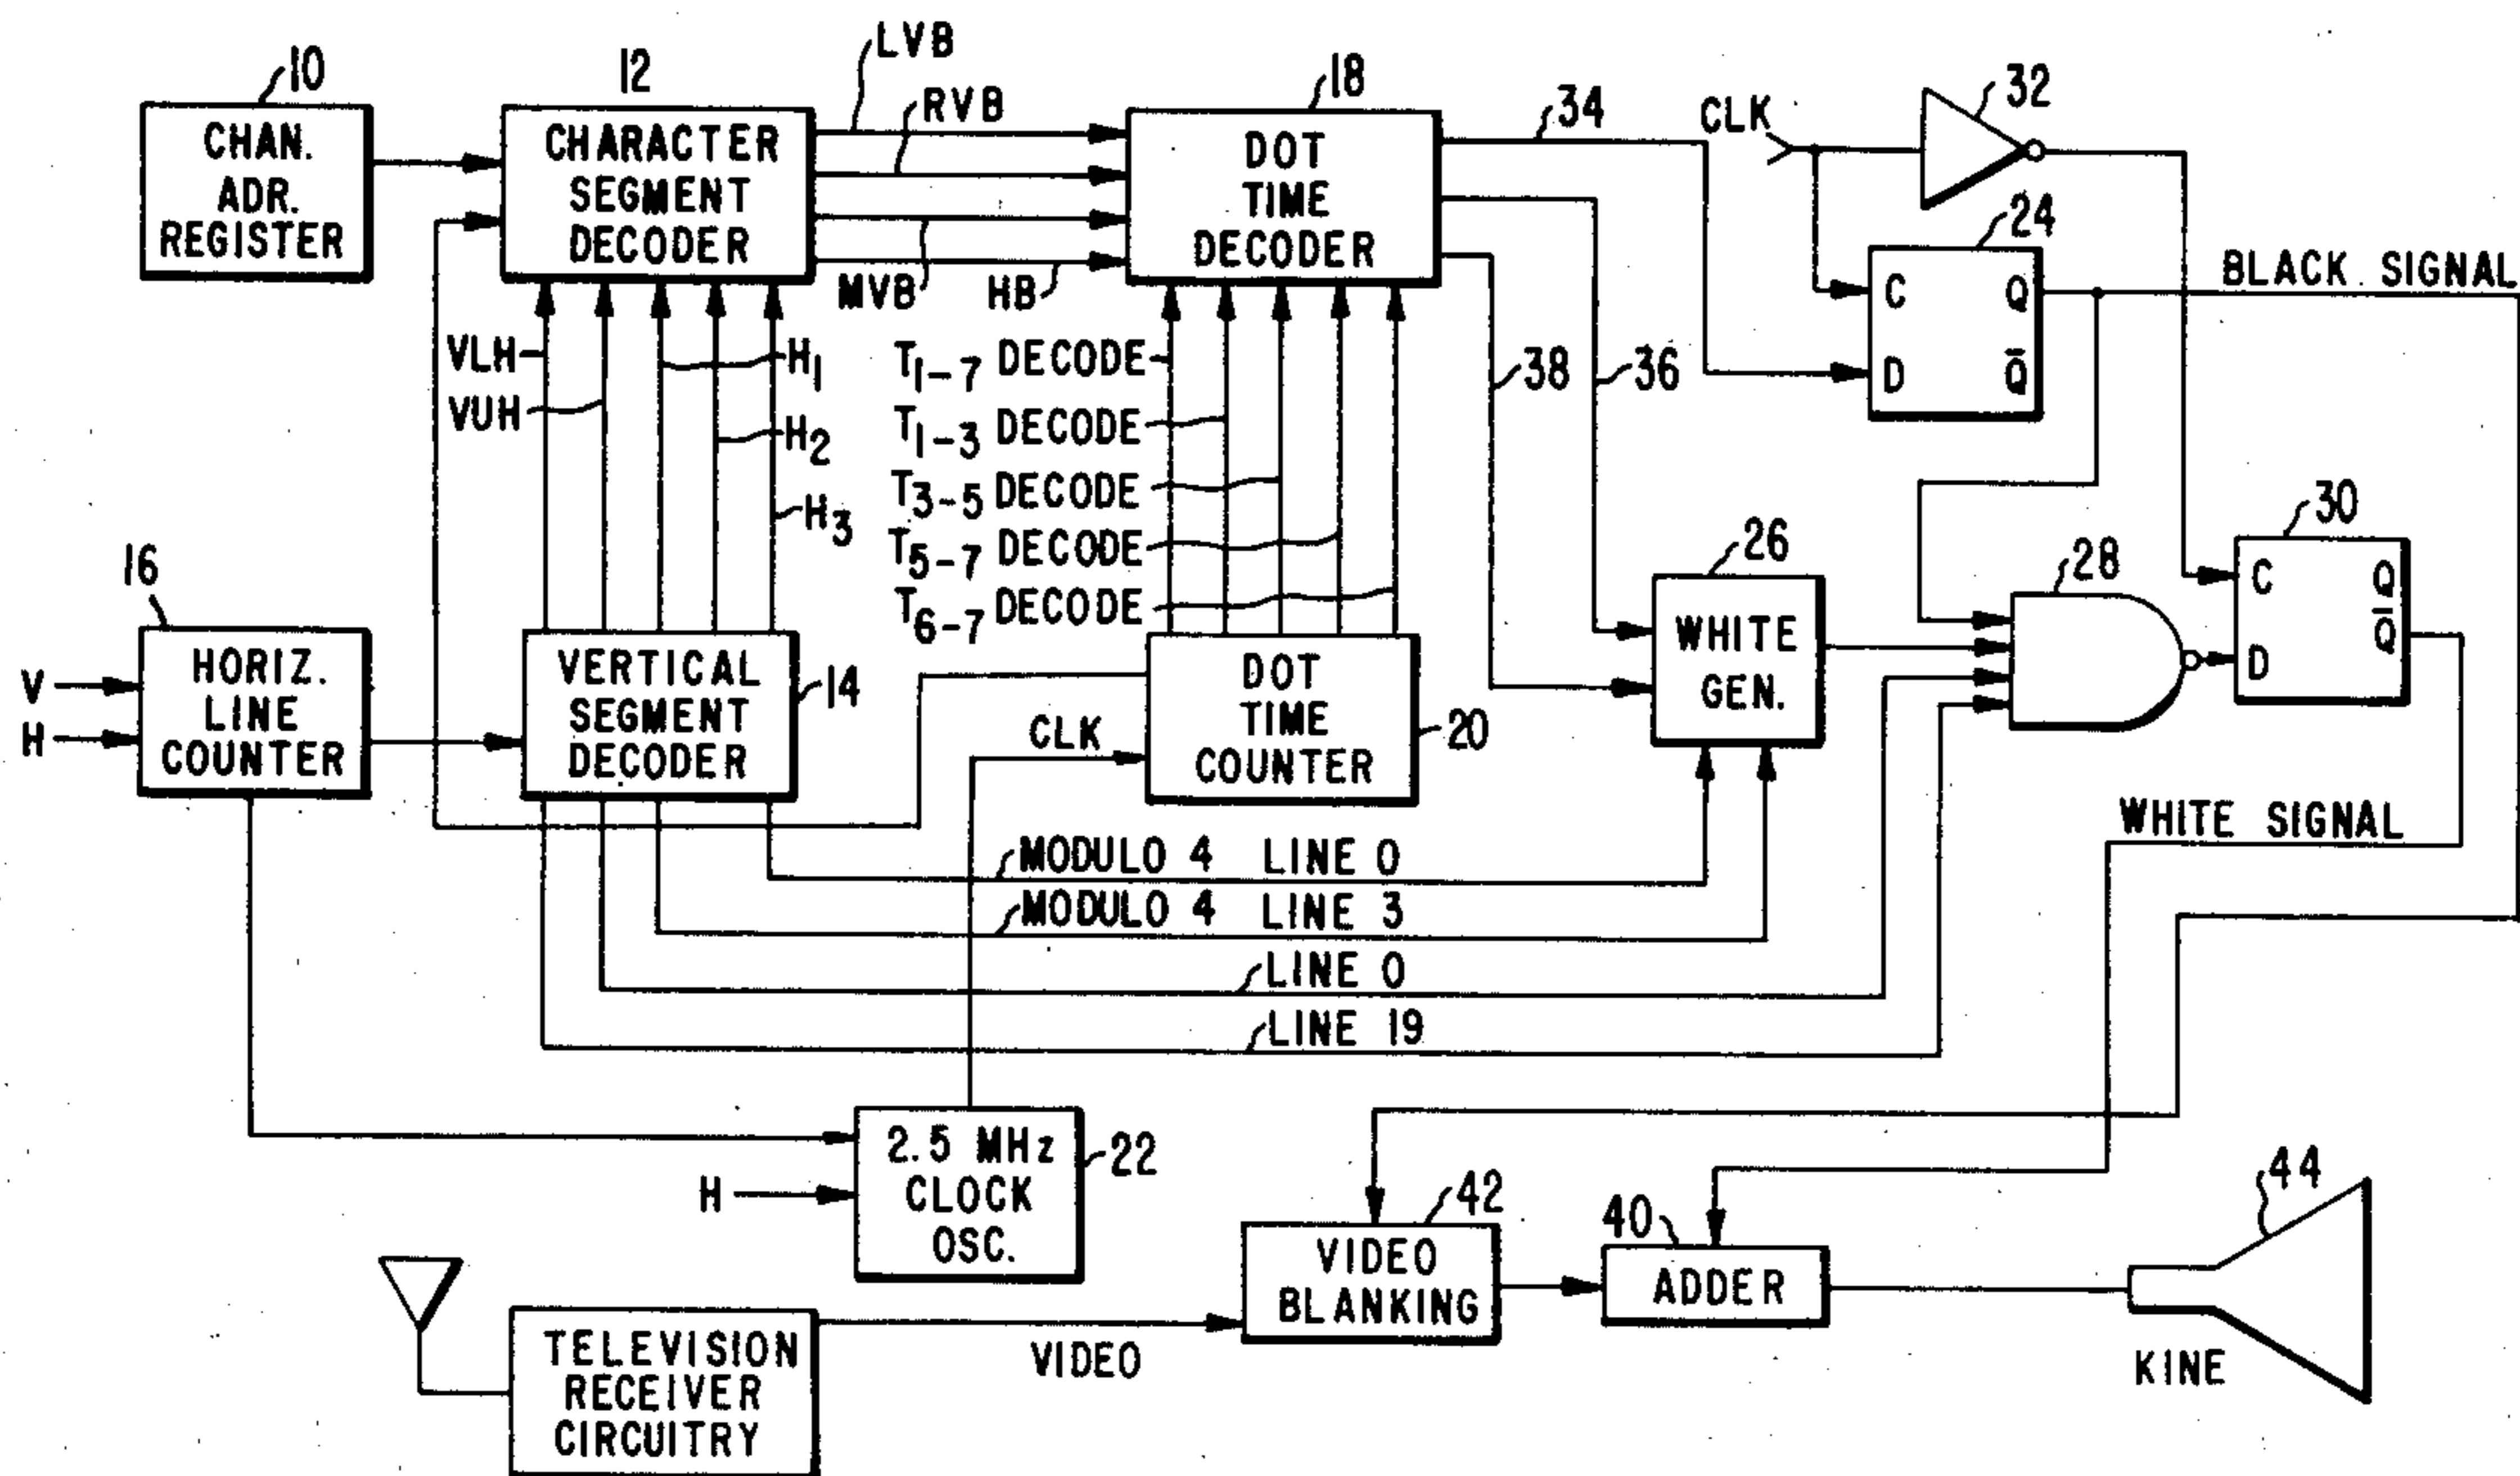 10
CHAN.
ADR.
REGISTER
12
CHARACTER
SEGMENT
DECODER
LVB
RVB
MVB
HB
18
DOT
TIME
DECODER
34
CLK
32
24
C
Q
D
Q̄
BLACK SIGNAL
VLH
VUH
H1
H2
H3
T1-7 DECODE
T1-3 DECODE
T3-5 DECODE
T5-7 DECODE
T6-7 DECODE
38
36
16
V
H
HORIZ.
LINE
COUNTER
VERTICAL
SEGMENT
DECODER
14
CLK
DOT
TIME
COUNTER
20
26
WHITE
GEN.
28
30
C
Q
Q̄
D
WHITE SIGNAL
MODULO 4 LINE 0
MODULO 4 LINE 3
LINE 0
LINE 19
H
2.5 MHz
CLOCK
OSC.
22
TELEVISION
RECEIVER
CIRCUITRY
VIDEO
42
VIDEO
BLANKING
40
ADDER
44
KINE